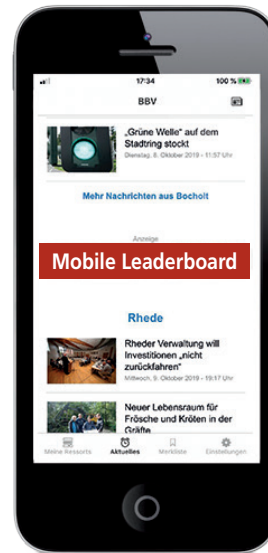 17:34
100 %
BBV
„Grüne Welle" auf dem
Stadtring stockt
Dienstag, 8. Oktober 2019 - 11:57 Uhr
Mehr Nachrichten aus Bocholt
Anzeige
Mobile Leaderboard
Rhede
Rheder Verwaltung will
Investitionen „nicht
zurückfahren"
Mittwoch, 9. Oktober 2019 - 19:17 Uhr
Neuer Lebensraum für
Frösche und Kröten in der
Gräfte
Meine Ressorts
Aktuelles
Merkliste
Einstellungen